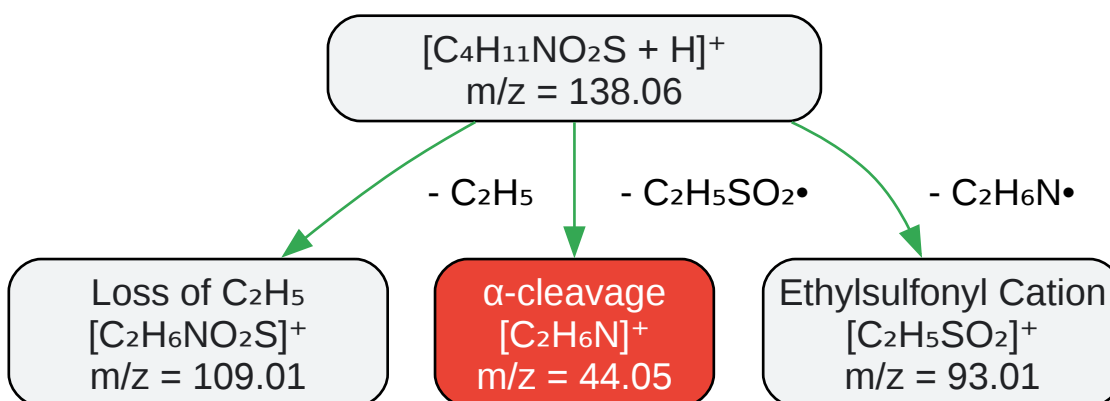 [C₄H₁₁NO₂S + H]⁺
m/z = 138.06
- C₂H₅
- C₂H₅SO₂•
- C₂H₆N•
Loss of C₂H₅
[C₂H₆NO₂S]⁺
m/z = 109.01
α-cleavage
[C₂H₆N]⁺
m/z = 44.05
Ethylsulfonyl Cation
[C₂H₅SO₂]⁺
m/z = 93.01